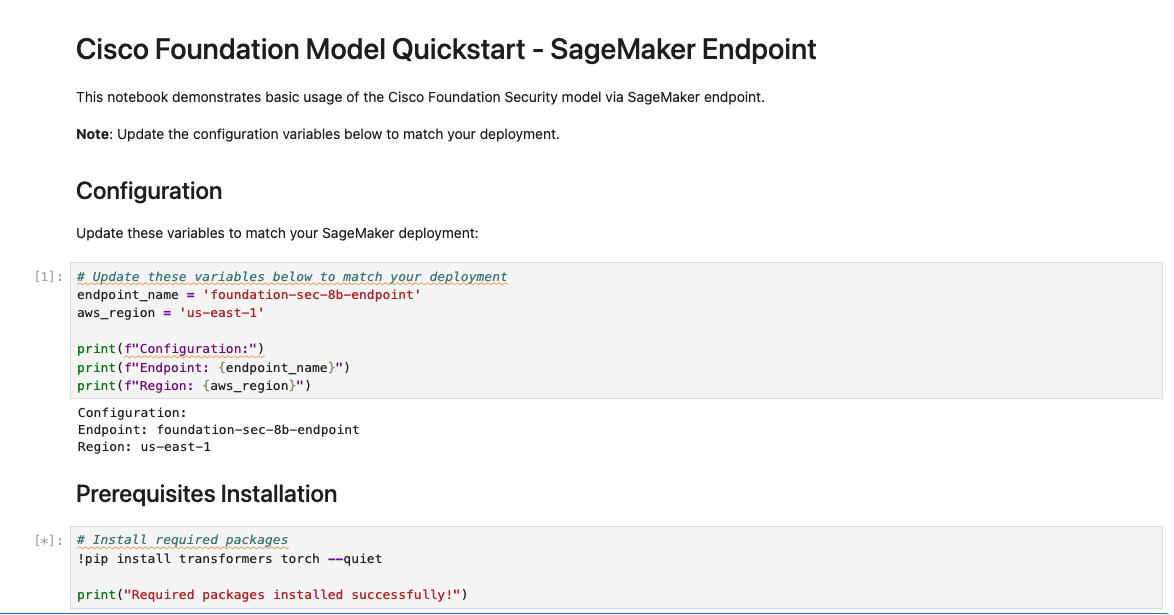 Cisco Foundation Model Quickstart - SageMaker Endpoint
This notebook demonstrates basic usage of the Cisco Foundation Security model via SageMaker endpoint.
Note: Update the configuration variables below to match your deployment.
Configuration
Update these variables to match your SageMaker deployment:
[1]: # Update these variables below to match your deployment
endpoint_name = 'foundation-sec-8b-endpoint'
aws_region = 'us-east-1'
print(f"Configuration:")
print(f"Endpoint: {endpoint_name}")
print(f"Region: {aws_region}")
Configuration:
Endpoint: foundation-sec-8b-endpoint
Region: us-east-1
Prerequisites Installation
[*]: # Install required packages
!pip install transformers torch --quiet
print("Required packages installed successfully!")